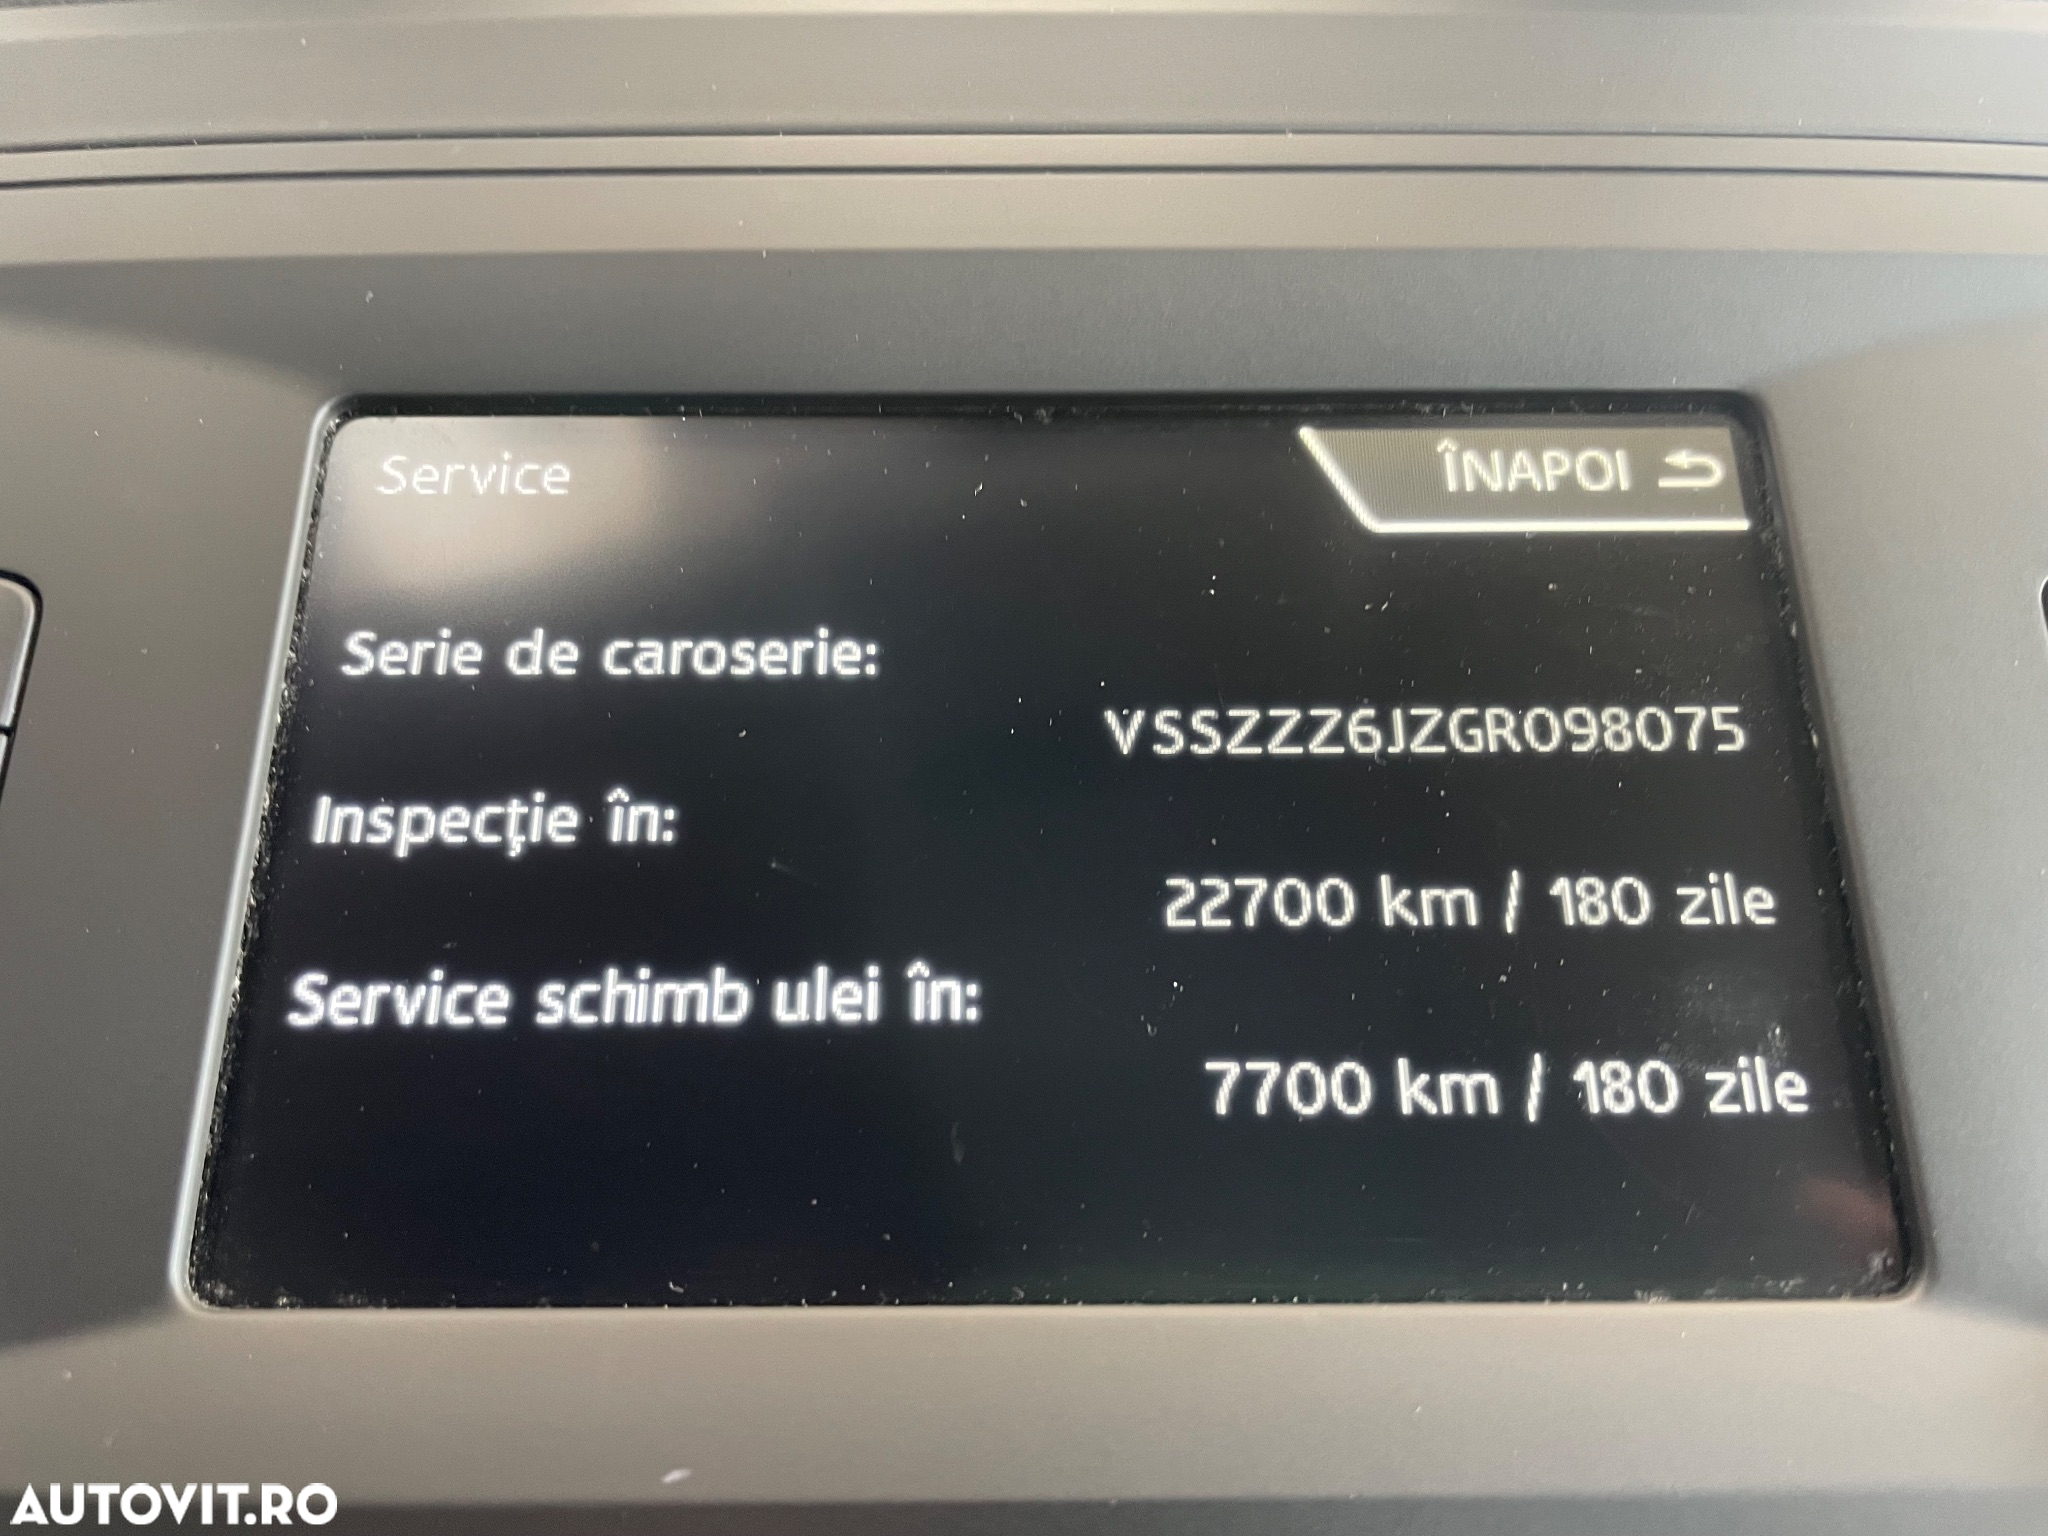 Service
ÎNAPOI
Serie de caroserie:
VSSZZZ6JZGR098075
Inspecţie în:
22700 km / 180 zile
Service schimb ulei în:
7700 km / 180 zile
AUTOVIT.RO